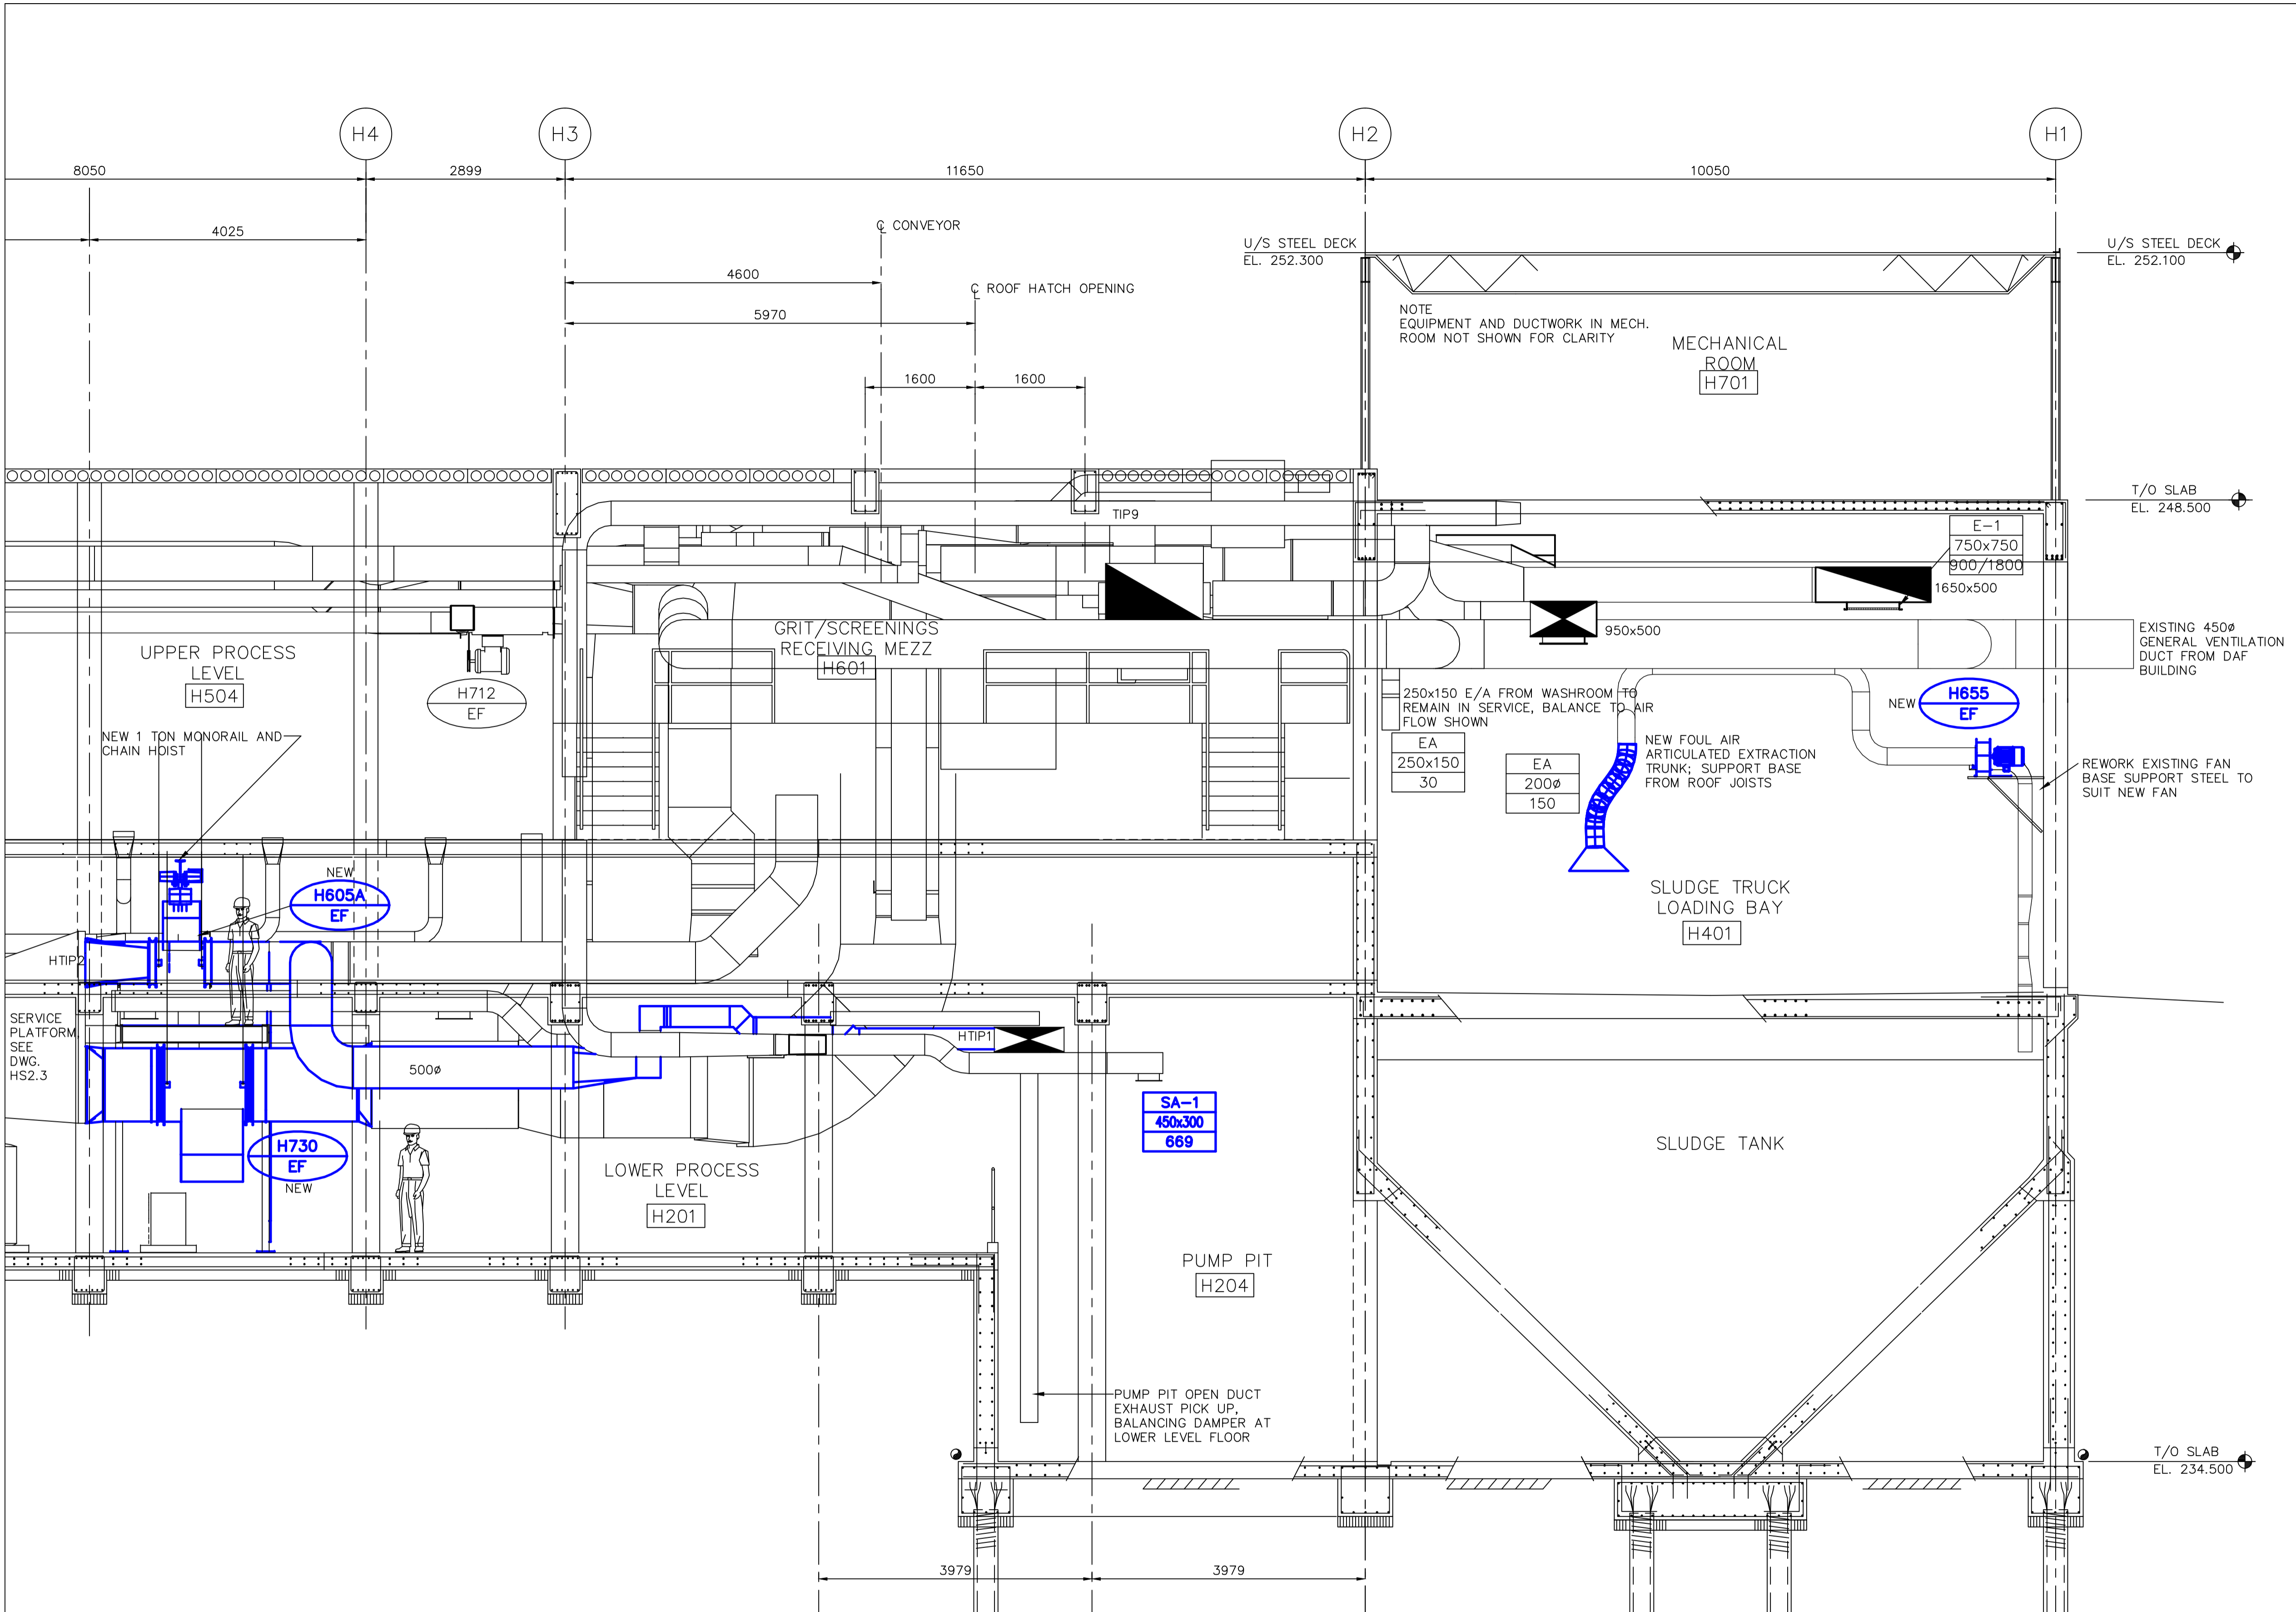 H4
H3
H2
H1
8050
2899
11650
10050
4025
℄ CONVEYOR
U/S STEEL DECK
EL. 252.300
U/S STEEL DECK
EL. 252.100
4600
℄ ROOF HATCH OPENING
5970
NOTE
EQUIPMENT AND DUCTWORK IN MECH.
ROOM NOT SHOWN FOR CLARITY
MECHANICAL
ROOM
H701
1600
1600
T/O SLAB
EL. 248.500
TIP9
E-1
750x750
900/1800
1650x500
950x500
GRIT/SCREENINGS
RECEIVING MEZZ
H601
EXISTING 450ø
GENERAL VENTILATION
DUCT FROM DAF
BUILDING
UPPER PROCESS
LEVEL
H504
H712
EF
250x150 E/A FROM WASHROOM TO
REMAIN IN SERVICE, BALANCE TO AIR
FLOW SHOWN
NEW
H655
EF
NEW 1 TON MONORAIL AND
CHAIN HOIST
EA
250x150
30
EA
200ø
150
NEW FOUL AIR
ARTICULATED EXTRACTION
TRUNK; SUPPORT BASE
FROM ROOF JOISTS
REWORK EXISTING FAN
BASE SUPPORT STEEL TO
SUIT NEW FAN
NEW
H605A
EF
SLUDGE TRUCK
LOADING BAY
H401
HTIP2
SERVICE
PLATFORM,
SEE
DWG.
HS2.3
HTIP1
500ø
SA-1
450x300
669
H730
EF
NEW
SLUDGE TANK
LOWER PROCESS
LEVEL
H201
PUMP PIT
H204
PUMP PIT OPEN DUCT
EXHAUST PICK UP,
BALANCING DAMPER AT
LOWER LEVEL FLOOR
T/O SLAB
EL. 234.500
3979
3979